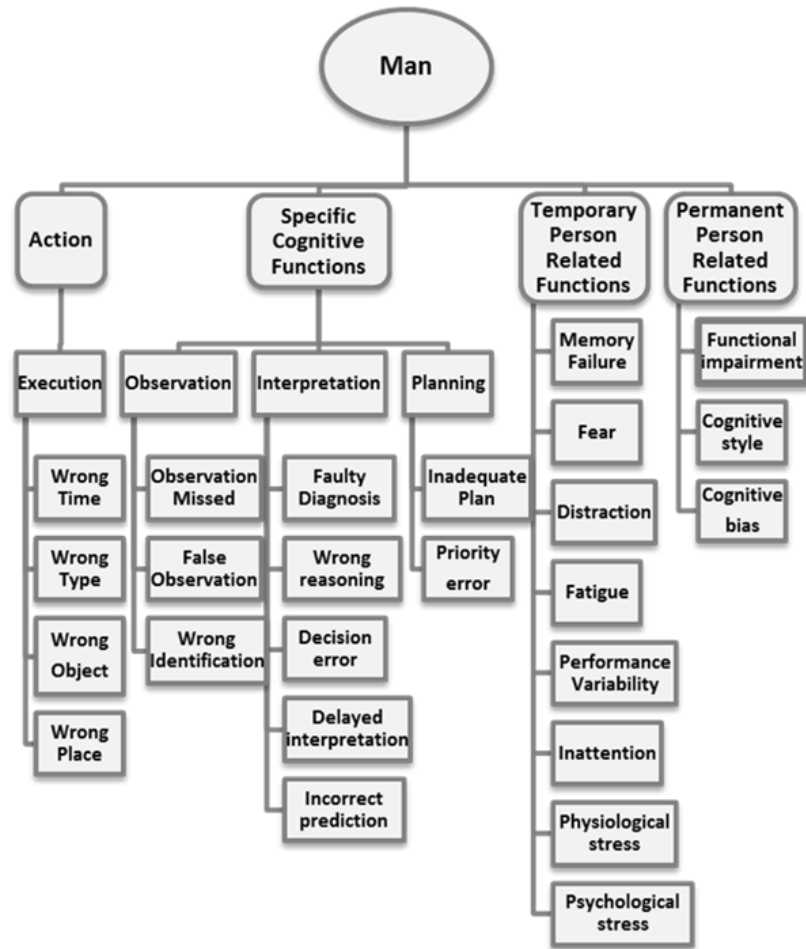 Man
Action
Specific
Cognitive
Functions
Temporary
Person
Related
Functions
Permanent
Person
Related
Functions
Execution
Wrong
Time
Wrong
Type
Wrong
Object
Wrong
Place
Observation
Observation
Missed
False
Observation
Wrong
Identification
Interpretation
Faulty
Diagnosis
Wrong
reasoning
Decision
error
Delayed
interpretation
Incorrect
prediction
Planning
Inadequate
Plan
Priority
error
Memory
Failure
Fear
Distraction
Fatigue
Performance
Variability
Inattention
Physiological
stress
Psychological
stress
Functional
impairment
Cognitive
style
Cognitive
bias